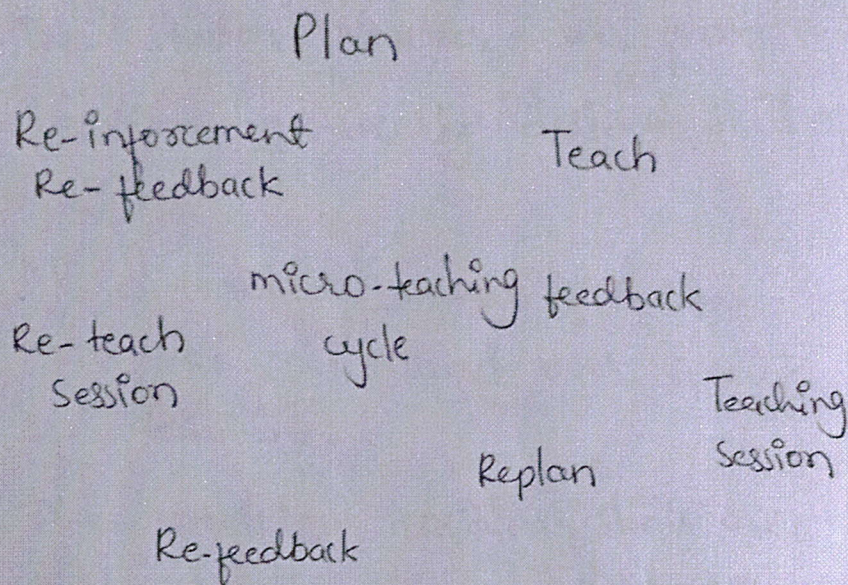 Plan
Re-inforcement
Teach
Re-feedback
micro-teaching feedback
Re-teach cycle
Session
Teaching
Session
Replan
Re-feedback